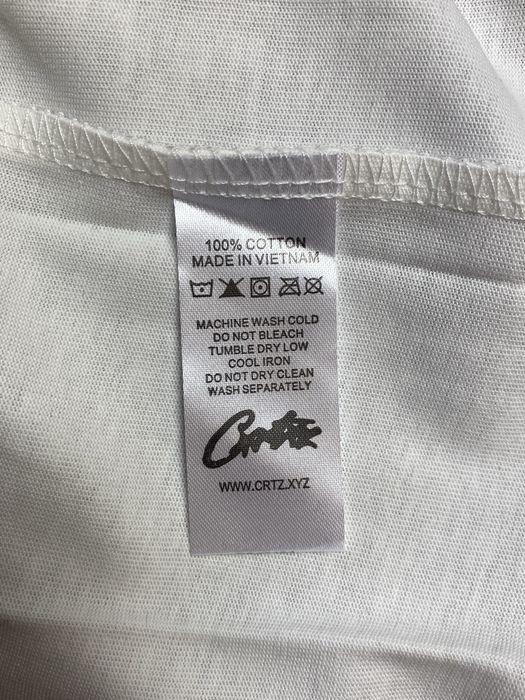 100% COTTON
MADE IN VIETNAM
MACHINE WASH COLD
DO NOT BLEACH
TUMBLE DRY LOW
COOL IRON
DO NOT DRY CLEAN
WASH SEPARATELY
Crtz
WWW.CRTZ.XYZ